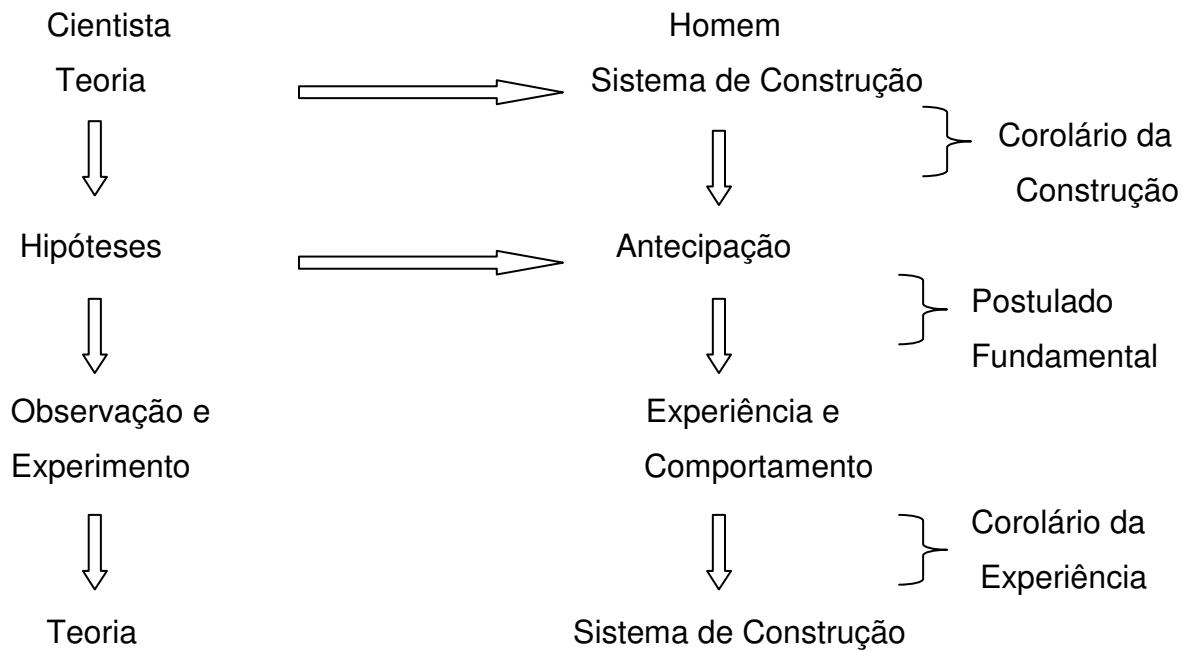 Cientista
Homem
Teoria
Sistema de Construção
Corolário da
Construção
Hipóteses
Antecipação
Postulado
Fundamental
Observação e
Experimento
Experiência e
Comportamento
Corolário da
Experiência
Teoria
Sistema de Construção